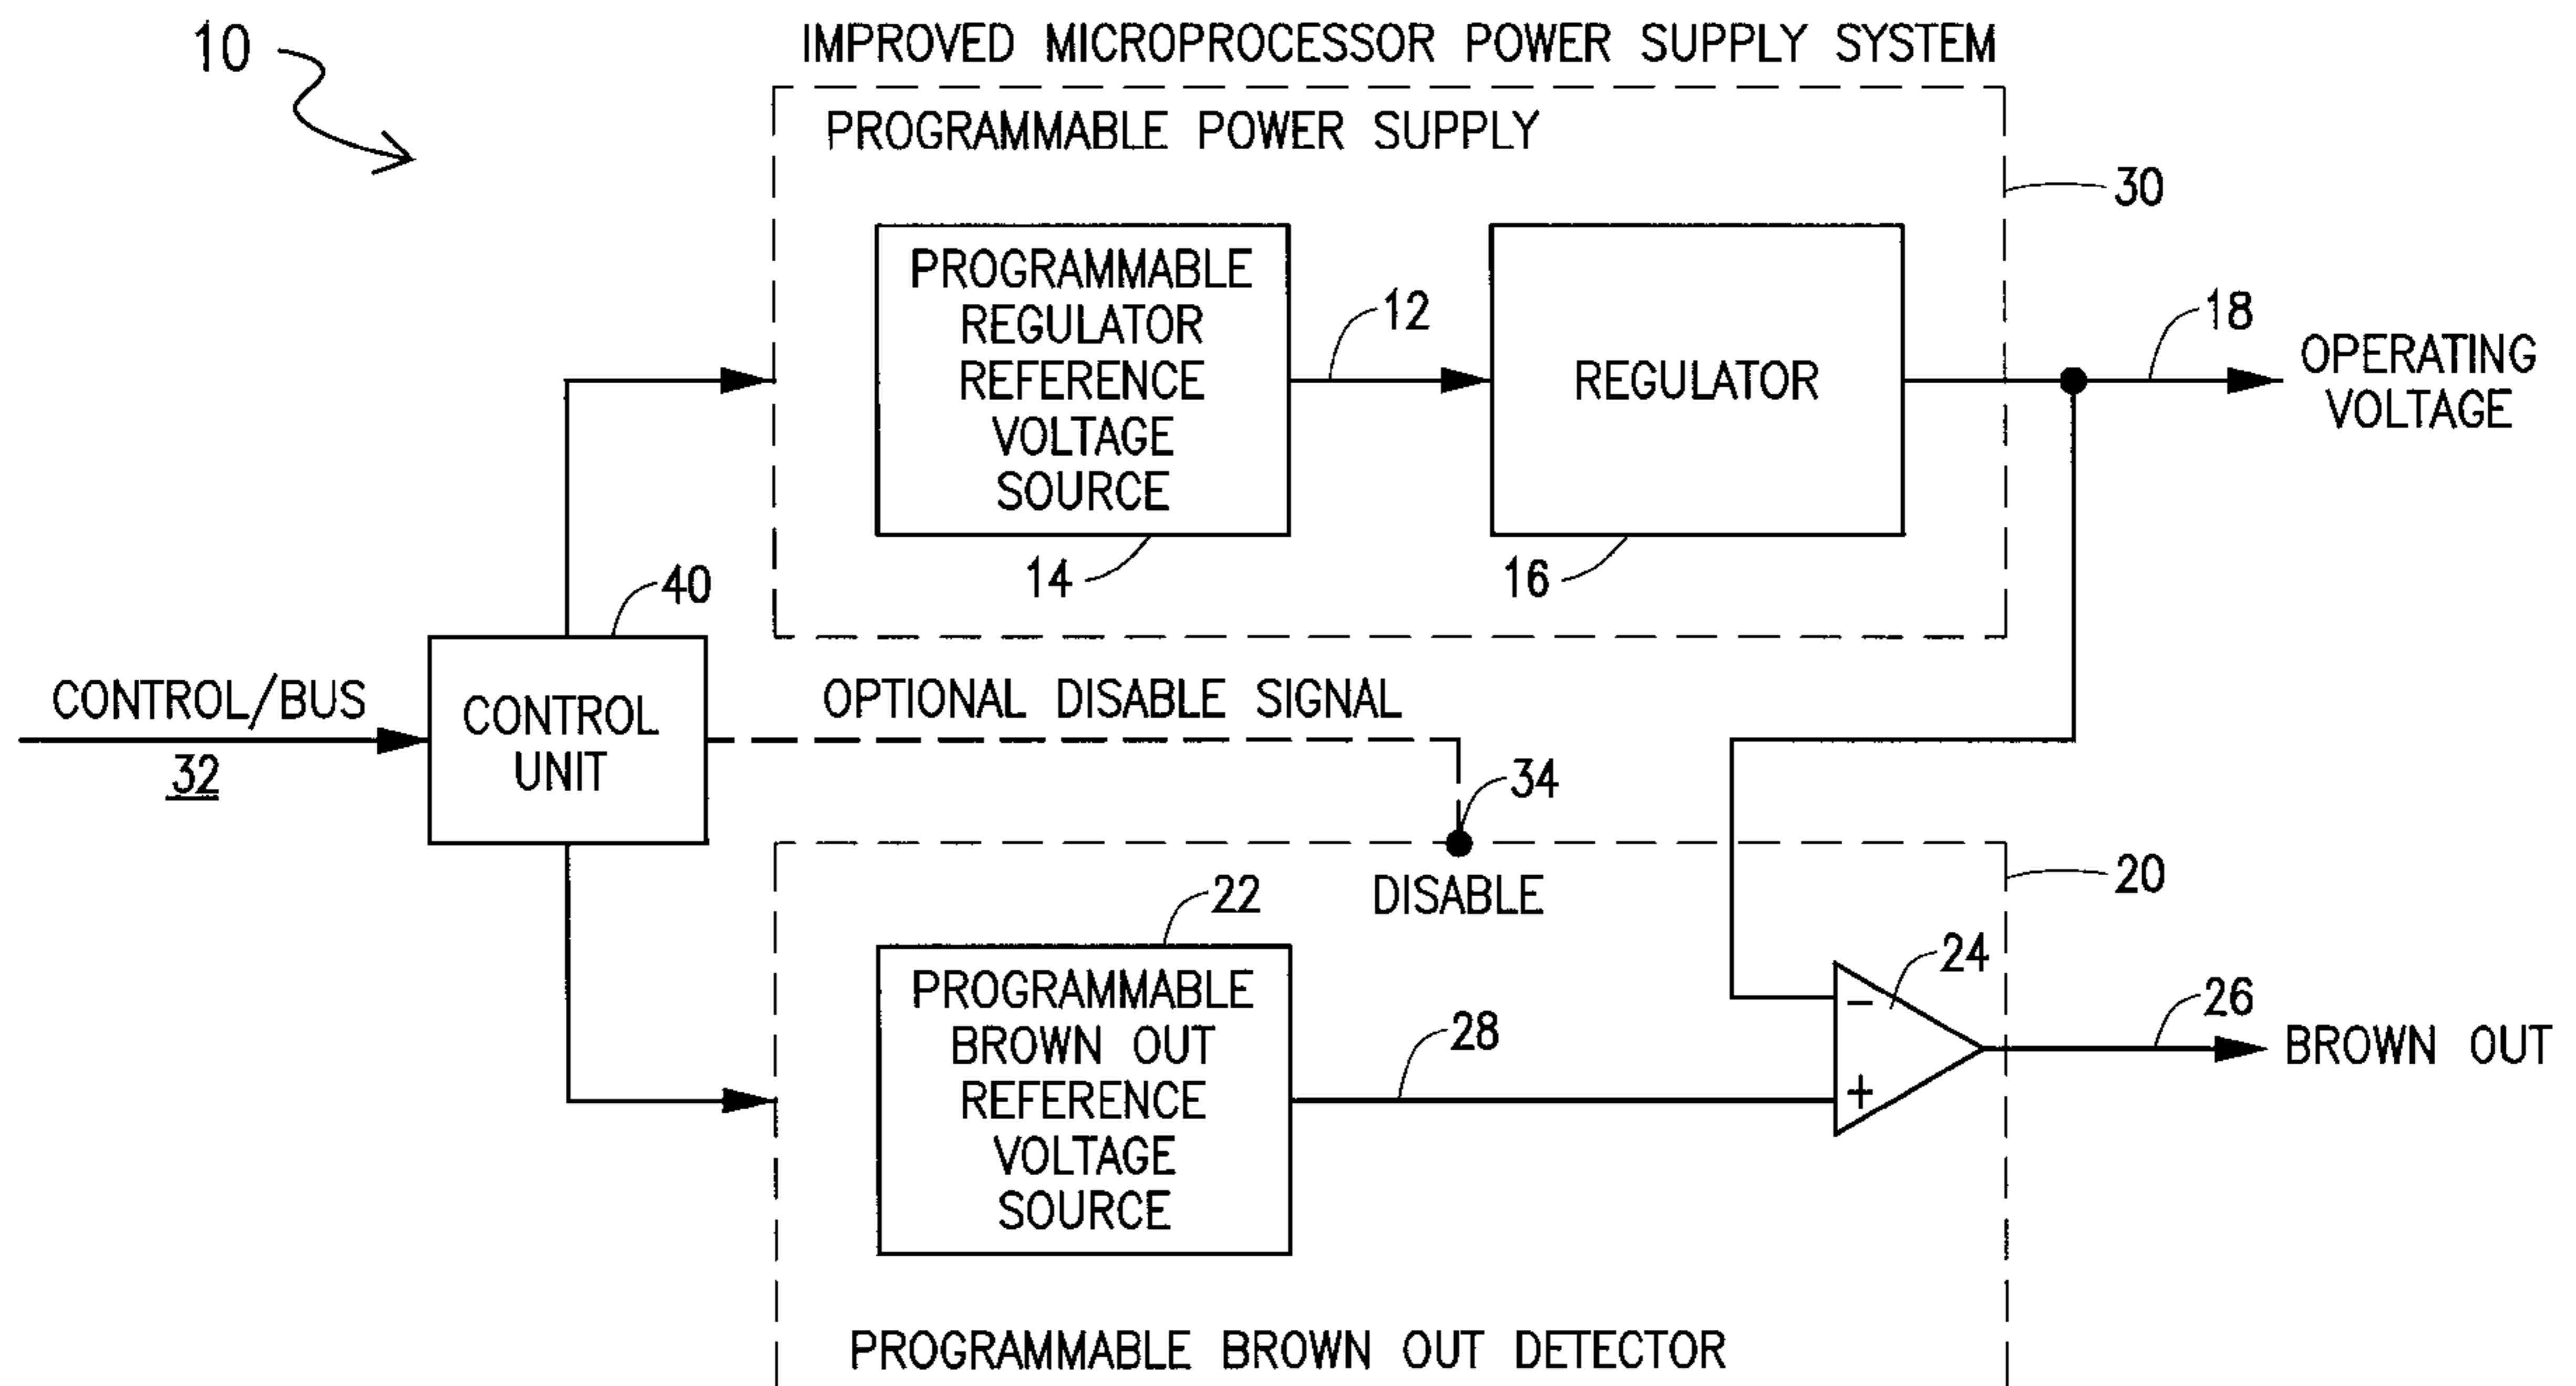 10
IMPROVED MICROPROCESSOR POWER SUPPLY SYSTEM
PROGRAMMABLE POWER SUPPLY
30
PROGRAMMABLE
REGULATOR
REFERENCE
VOLTAGE
SOURCE
12
REGULATOR
18
OPERATING
VOLTAGE
14
16
40
CONTROL/BUS
32
CONTROL
UNIT
OPTIONAL DISABLE SIGNAL
34
DISABLE
20
22
PROGRAMMABLE
BROWN OUT
REFERENCE
VOLTAGE
SOURCE
28
24
−
+
26
BROWN OUT
PROGRAMMABLE BROWN OUT DETECTOR